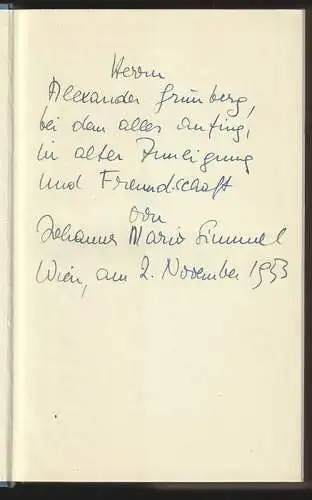 Herrn
Alexander Grünberg,
bei dem alles anfing,
in alter Zuneigung
und Freundschaft
von
Johannes Mario Simmel
Wien, am 2. November 1953